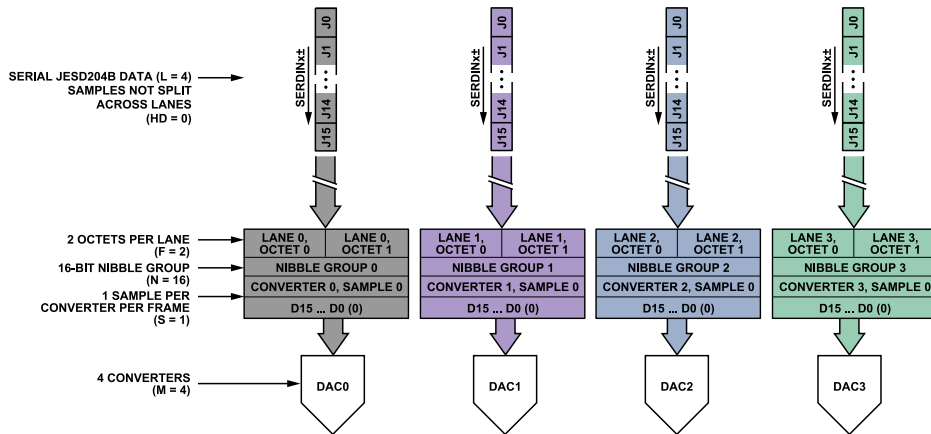 SERIAL JESD204B DATA (L = 4)
SAMPLES NOT SPLIT
ACROSS LANES
(HD = 0)
SERDINx±
J0
J1
...
J14
J15
SERDINx±
J0
J1
...
J14
J15
SERDINx±
J0
J1
...
J14
J15
SERDINx±
J0
J1
...
J14
J15
2 OCTETS PER LANE
(F = 2)
16-BIT NIBBLE GROUP
(N = 16)
1 SAMPLE PER
CONVERTER PER FRAME
(S = 1)
4 CONVERTERS
(M = 4)
LANE 0,
OCTET 0
LANE 0,
OCTET 1
NIBBLE GROUP 0
CONVERTER 0, SAMPLE 0
D15 ... D0 (0)
DAC0
LANE 1,
OCTET 0
LANE 1,
OCTET 1
NIBBLE GROUP 1
CONVERTER 1, SAMPLE 0
D15 ... D0 (0)
DAC1
LANE 2,
OCTET 0
LANE 2,
OCTET 1
NIBBLE GROUP 2
CONVERTER 2, SAMPLE 0
D15 ... D0 (0)
DAC2
LANE 3,
OCTET 0
LANE 3,
OCTET 1
NIBBLE GROUP 3
CONVERTER 3, SAMPLE 0
D15 ... D0 (0)
DAC3